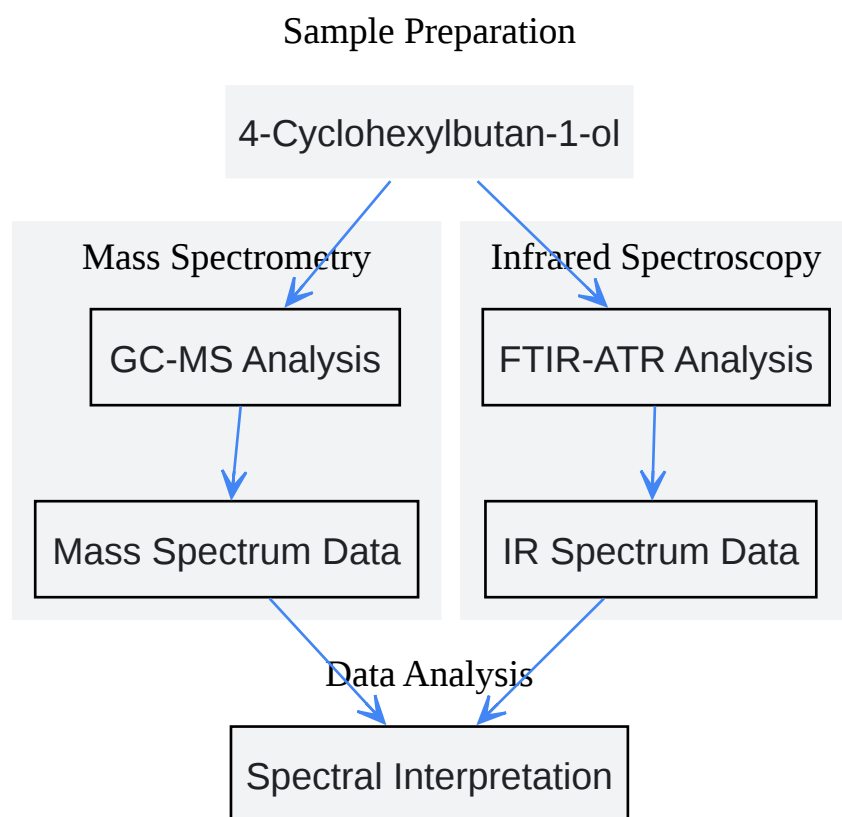 Sample Preparation
4-Cyclohexylbutan-1-ol
Mass Spectrometry
Infrared Spectroscopy
GC-MS Analysis
FTIR-ATR Analysis
Mass Spectrum Data
IR Spectrum Data
Data Analysis
Spectral Interpretation